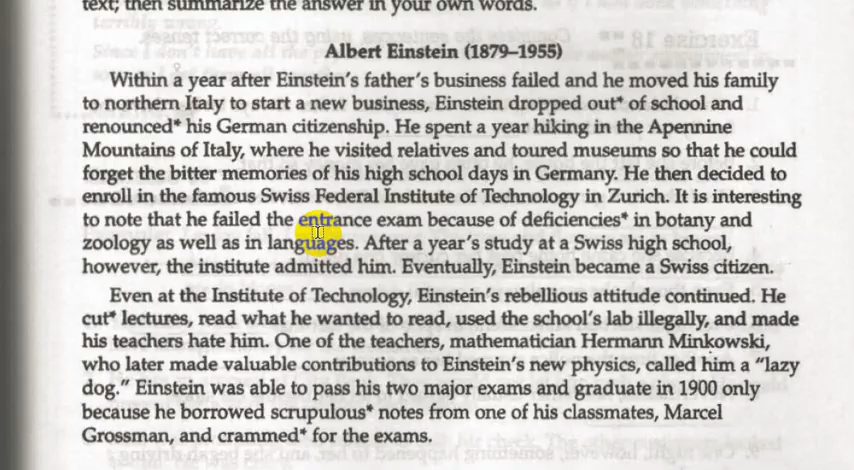 text; then summarize the answer in your own words.
Albert Einstein (1879–1955)
Within a year after Einstein's father's business failed and he moved his family
to northern Italy to start a new business, Einstein dropped out* of school and
renounced* his German citizenship. He spent a year hiking in the Apennine
Mountains of Italy, where he visited relatives and toured museums so that he could
forget the bitter memories of his high school days in Germany. He then decided to
enroll in the famous Swiss Federal Institute of Technology in Zurich. It is interesting
to note that he failed the entrance exam because of deficiencies* in botany and
zoology as well as in languages. After a year's study at a Swiss high school,
however, the institute admitted him. Eventually, Einstein became a Swiss citizen.
Even at the Institute of Technology, Einstein's rebellious attitude continued. He
cut* lectures, read what he wanted to read, used the school's lab illegally, and made
his teachers hate him. One of the teachers, mathematician Hermann Minkowski,
who later made valuable contributions to Einstein's new physics, called him a "lazy
dog." Einstein was able to pass his two major exams and graduate in 1900 only
because he borrowed scrupulous* notes from one of his classmates, Marcel
Grossman, and crammed* for the exams.